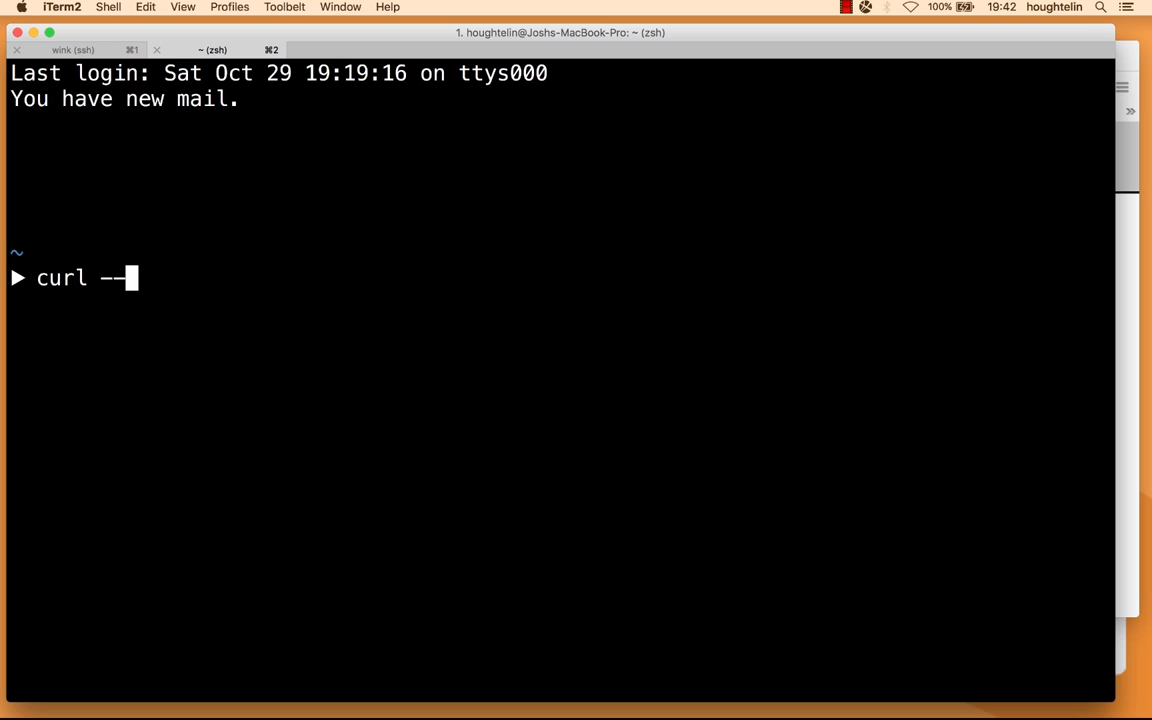 iTerm2 Shell Edit View Profiles Toolbelt Window Help 100% 19:42 houghtelin
1. houghtelin@Joshs-MacBook-Pro: ~ (zsh)
wink (ssh) ⌘1 ~ (zsh) ⌘2
Last login: Sat Oct 29 19:19:16 on ttys000
You have new mail.
~
▶ curl --